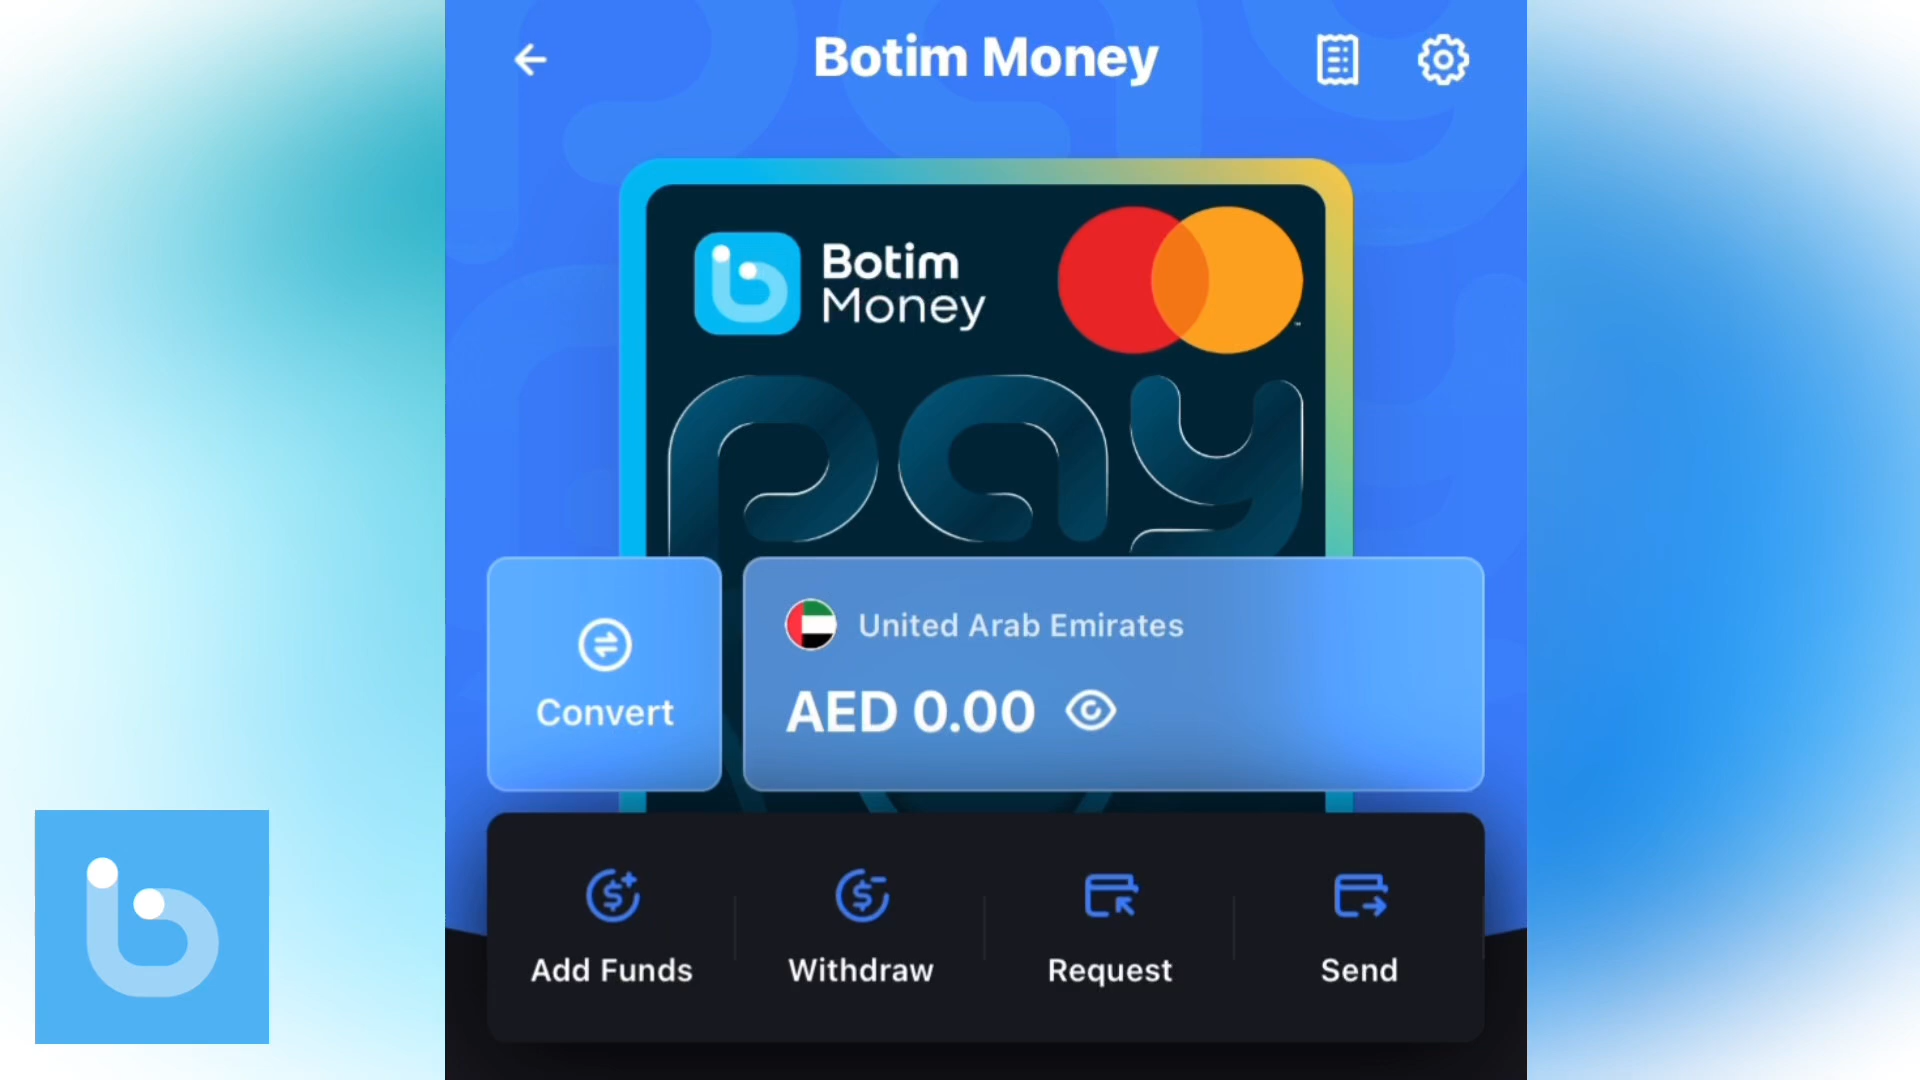 Botim Money
Botim
Money
pay
Convert
United Arab Emirates
AED 0.00
Add Funds
Withdraw
Request
Send